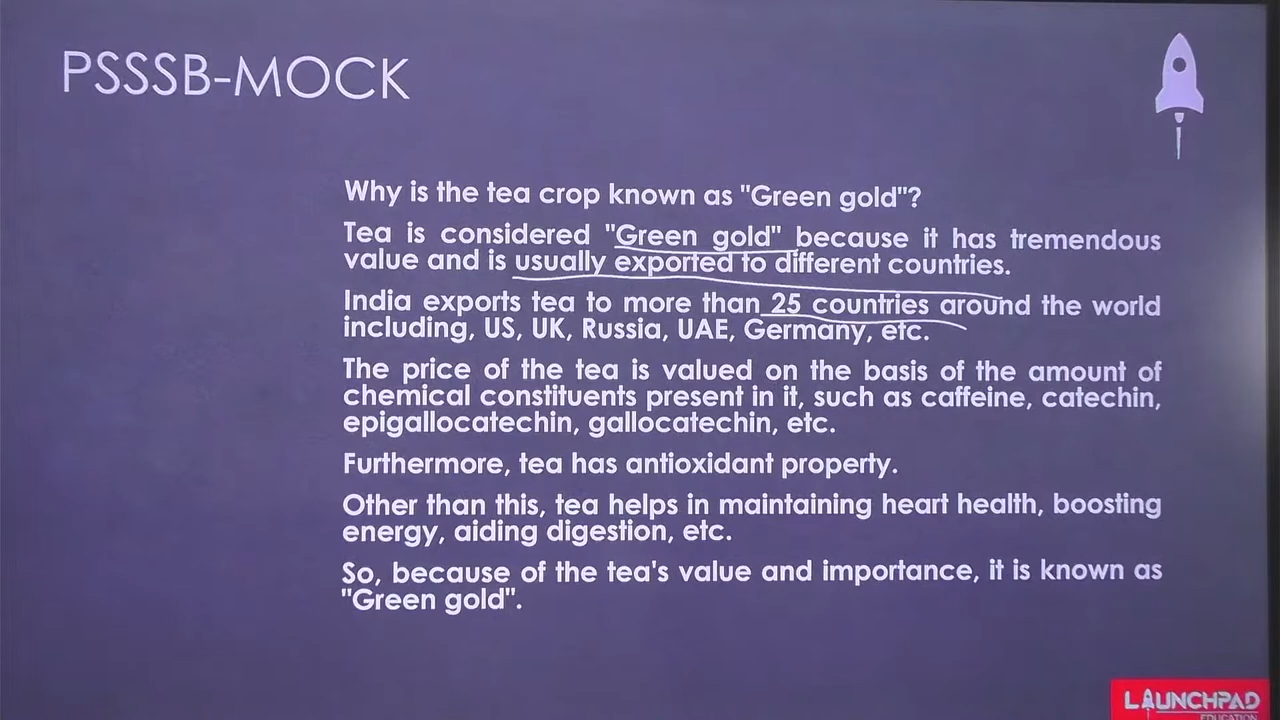 PSSSB-MOCK
Why is the tea crop known as "Green gold"?
Tea is considered "Green gold" because it has tremendous
value and is usually exported to different countries.
India exports tea to more than 25 countries around the world
including, US, UK, Russia, UAE, Germany, etc.
The price of the tea is valued on the basis of the amount of
chemical constituents present in it, such as caffeine, catechin,
epigallocatechin, gallocatechin, etc.
Furthermore, tea has antioxidant property.
Other than this, tea helps in maintaining heart health, boosting
energy, aiding digestion, etc.
So, because of the tea's value and importance, it is known as
"Green gold".
LAUNCHPAD
EDUCATION